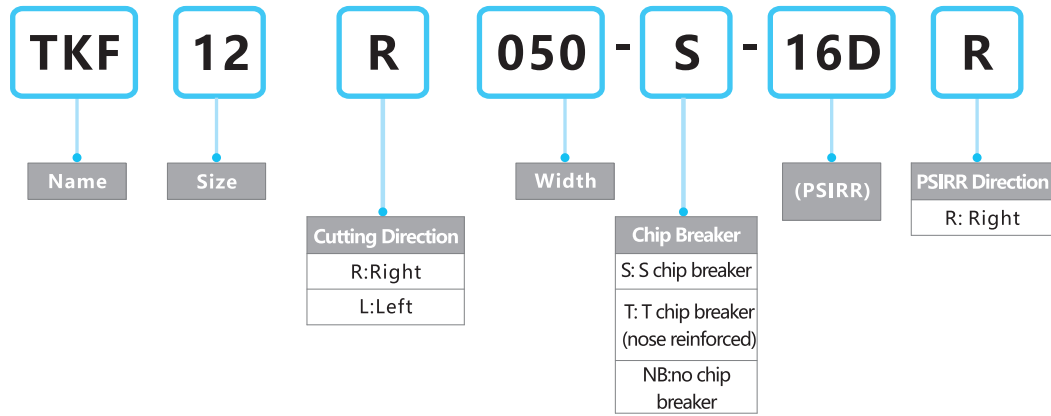 TKF 12 R 050 - S - 16D R
Name
Size
Width
(PSIRR)
PSIRR Direction
R: Right
Cutting Direction
R:Right
L:Left
Chip Breaker
S: S chip breaker
T: T chip breaker
(nose reinforced)
NB:no chip
breaker